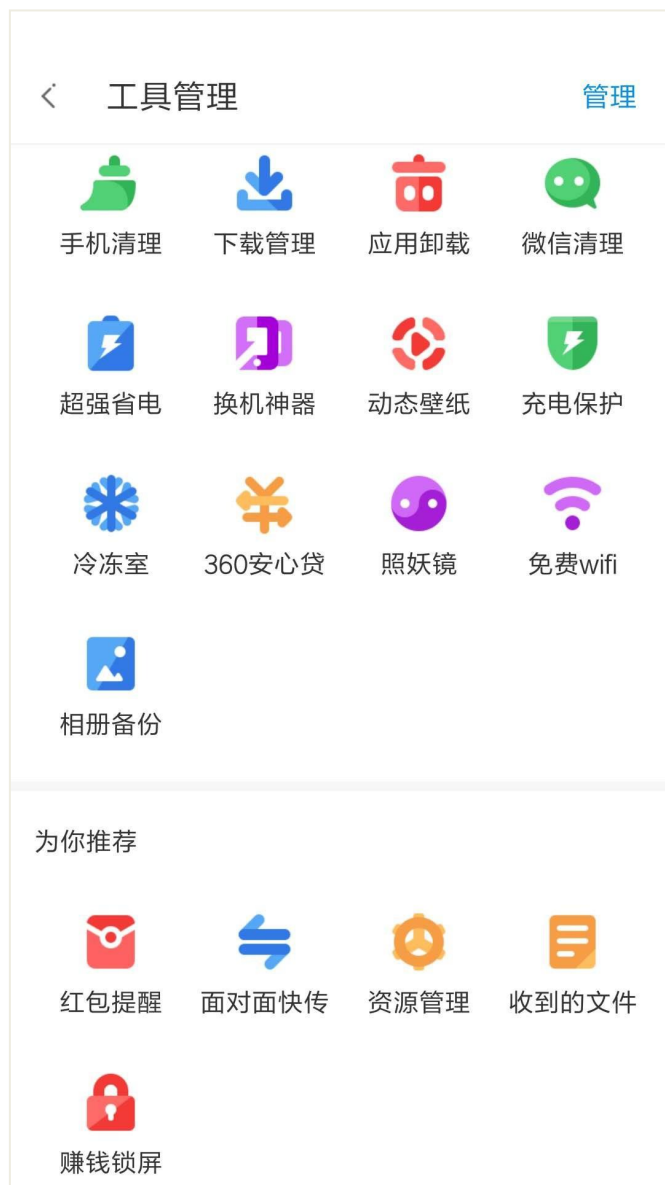 工具管理 管理
手机清理 下载管理 应用卸载 微信清理
超强省电 换机神器 动态壁纸 充电保护
冷冻室 360安心贷 照妖镜 免费wifi
相册备份
为你推荐
红包提醒 面对面快传 资源管理 收到的文件
赚钱锁屏